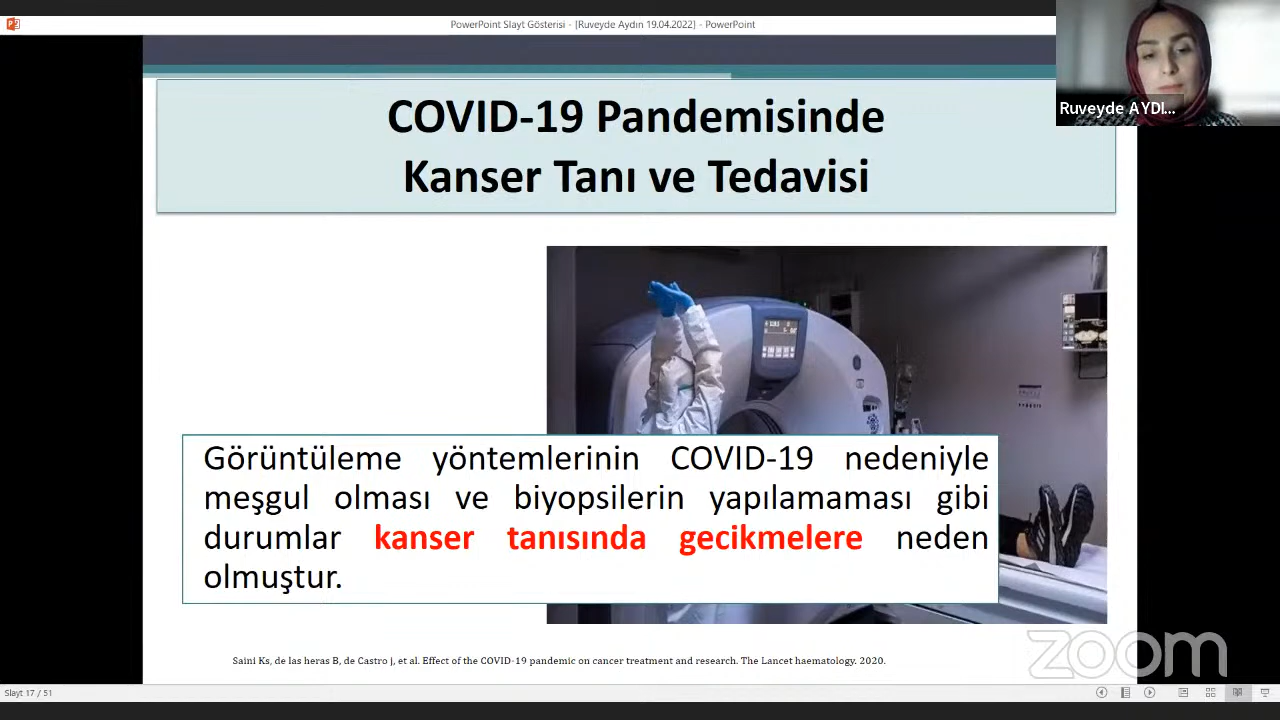 PowerPoint Slayt Gösterisi - [Ruveyde Aydın 19.04.2022] - PowerPoint
Ruveyde AYDI...
COVID-19 Pandemisinde
Kanser Tanı ve Tedavisi
Görüntüleme yöntemlerinin COVID-19 nedeniyle
meşgul olması ve biyopsilerin yapılamaması gibi
durumlar kanser tanısında gecikmelere neden
olmuştur.
Saini Ks, de las heras B, de Castro J, et al. Effect of the COVID-19 pandemic on cancer treatment and research. The Lancet haematology. 2020.
zoom
Slayt 17 / 51